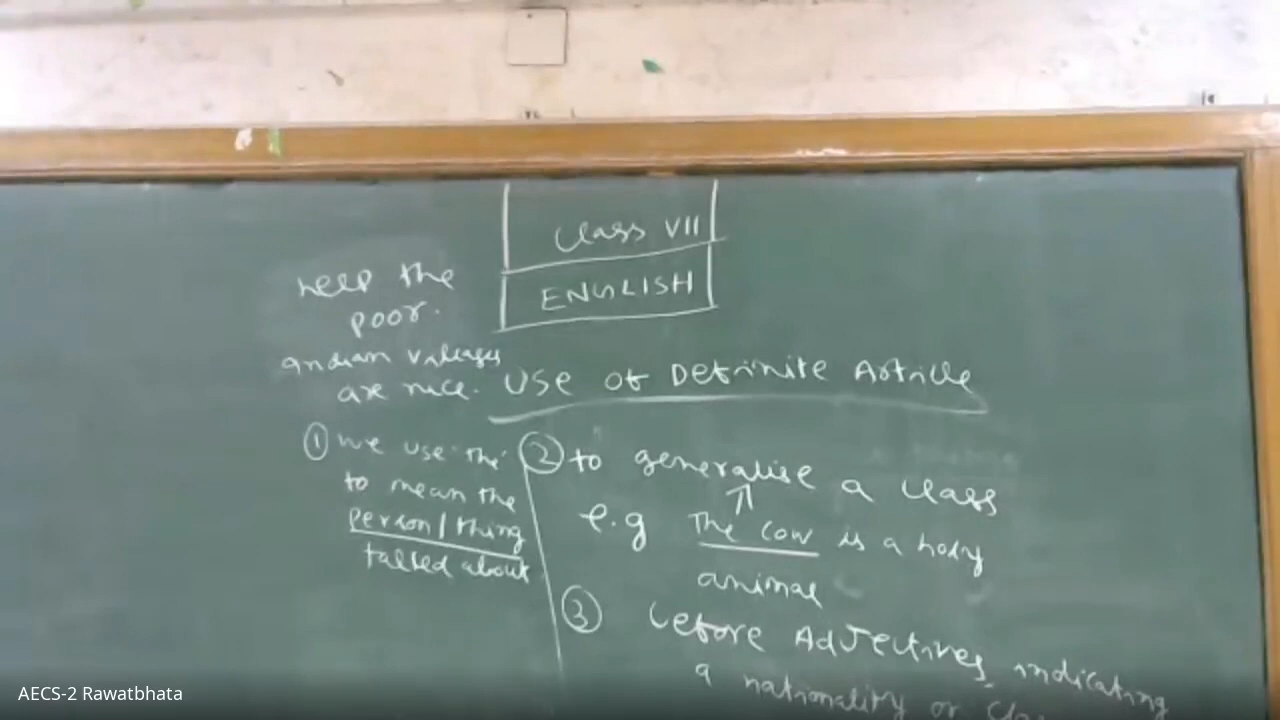 Class VII
ENGLISH
help the
poor.
Indian villages
are nice.
Use of Definite Article
① we use 'The'
to mean the
person/thing
talked about
② to generalise a class
e.g The cow is a holy
animal
③ before Adjectives indicating
a nationality or
AECS-2 Rawatbhata